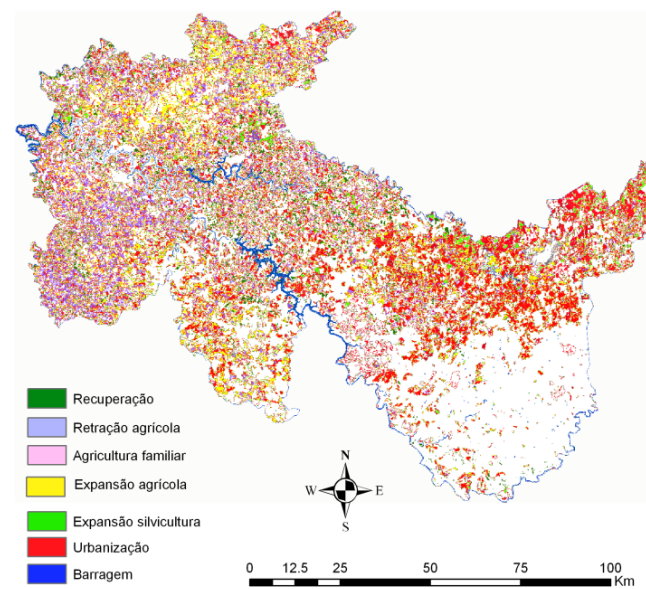 Recuperação
Retração agrícola
Agricultura familiar
Expansão agrícola
Expansão silvicultura
Urbanização
Barragem
N
W E
S
0 12.5 25 50 75 100
Km